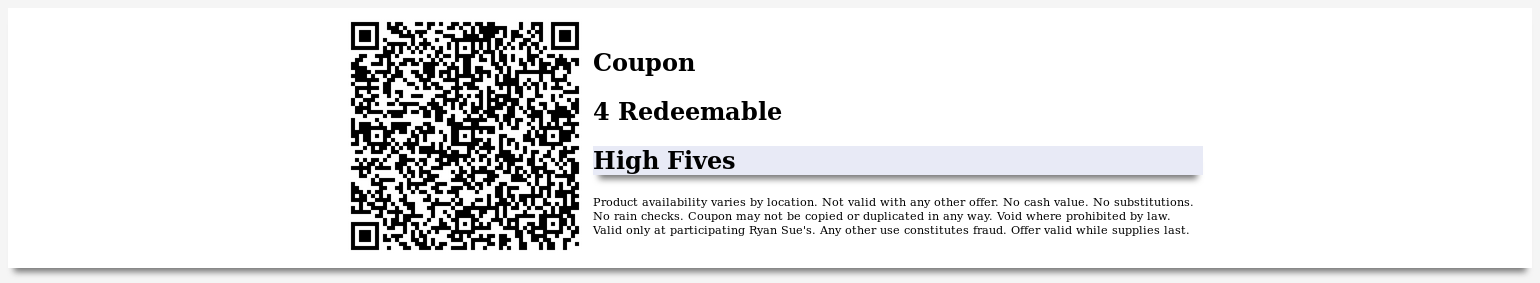 Coupon
4 Redeemable
High Fives
Product availability varies by location. Not valid with any other offer. No cash value. No substitutions.
No rain checks. Coupon may not be copied or duplicated in any way. Void where prohibited by law.
Valid only at participating Ryan Sue's. Any other use constitutes fraud. Offer valid while supplies last.